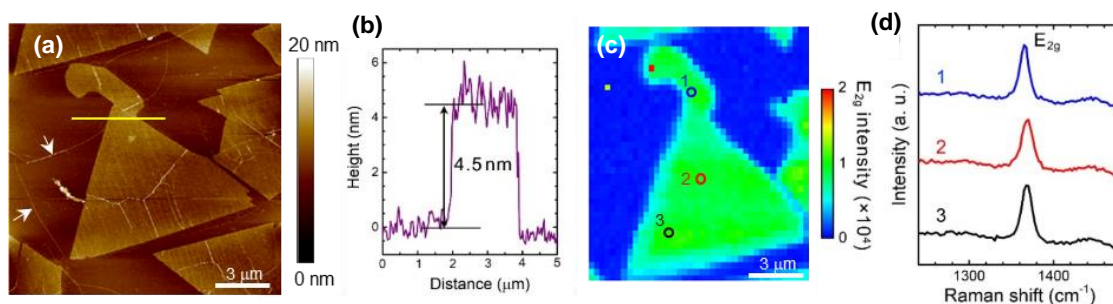 (a)
20 nm
0 nm
3 μm
(b)
Height (nm)
6
4
2
0
4.5 nm
0 1 2 3 4 5
Distance (μm)
(c)
1
2
3
3 μm
2
1
0
E2g intensity (×10⁴)
(d)
E2g
1
2
3
Intensity (a. u.)
1300 1400
Raman shift (cm⁻¹)